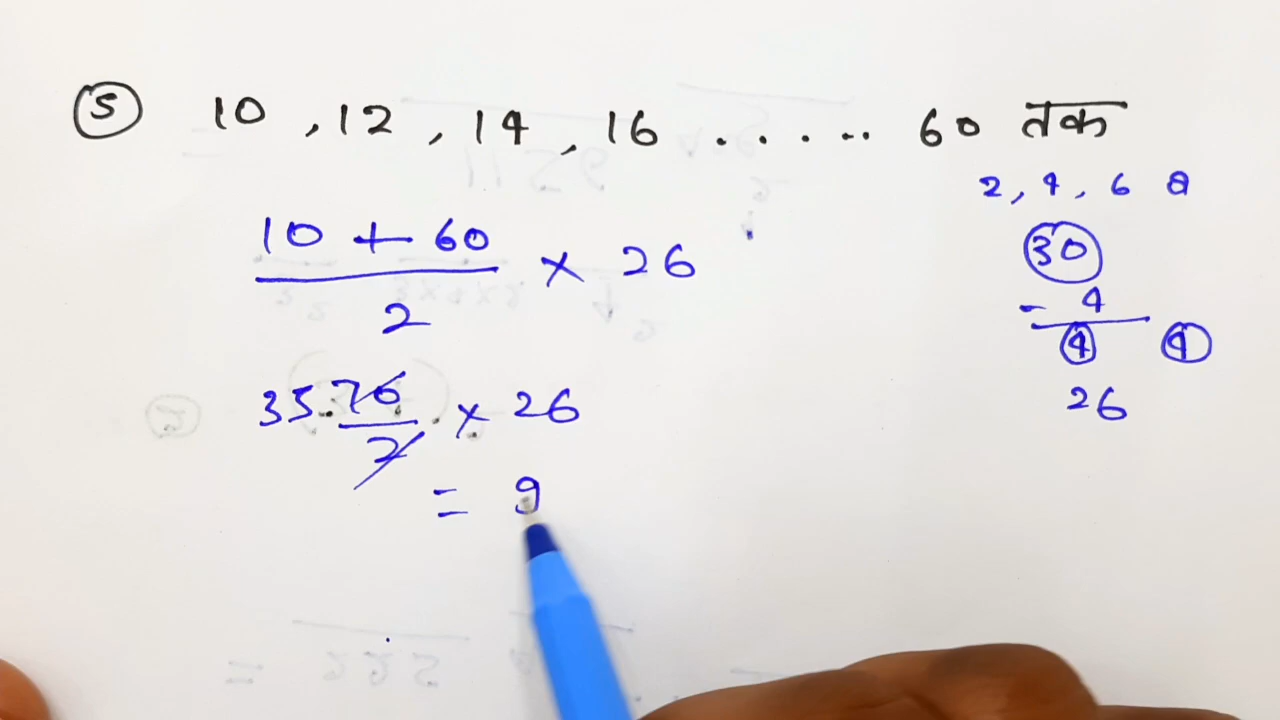 5 10 , 12 , 14 , 16 ..... 60 तक
2, 4, 6 8
10 + 60 / 2 × 26
30
- 4
4 4
26
35 70 / 2 × 26
= 9